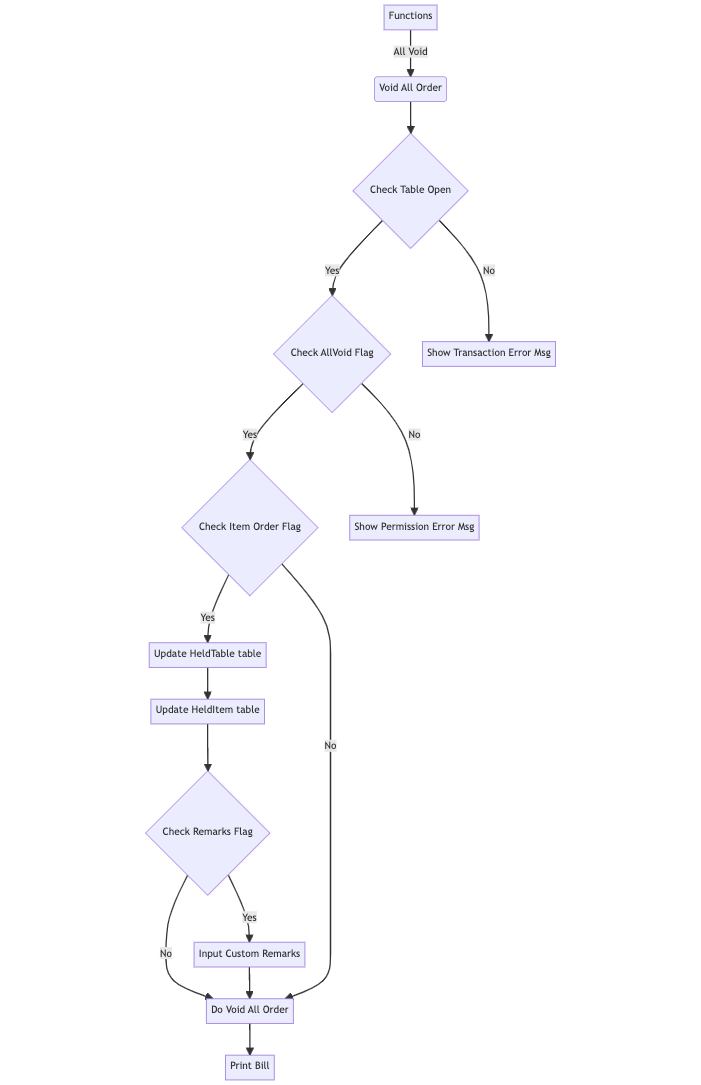 Functions
All Void
Void All Order
Check Table Open
Yes
No
Check AllVoid Flag
Show Transaction Error Msg
Yes
No
Check Item Order Flag
Show Permission Error Msg
Yes
Update HeldTable table
Update HeldItem table
No
Check Remarks Flag
Yes
No
Input Custom Remarks
Do Void All Order
Print Bill